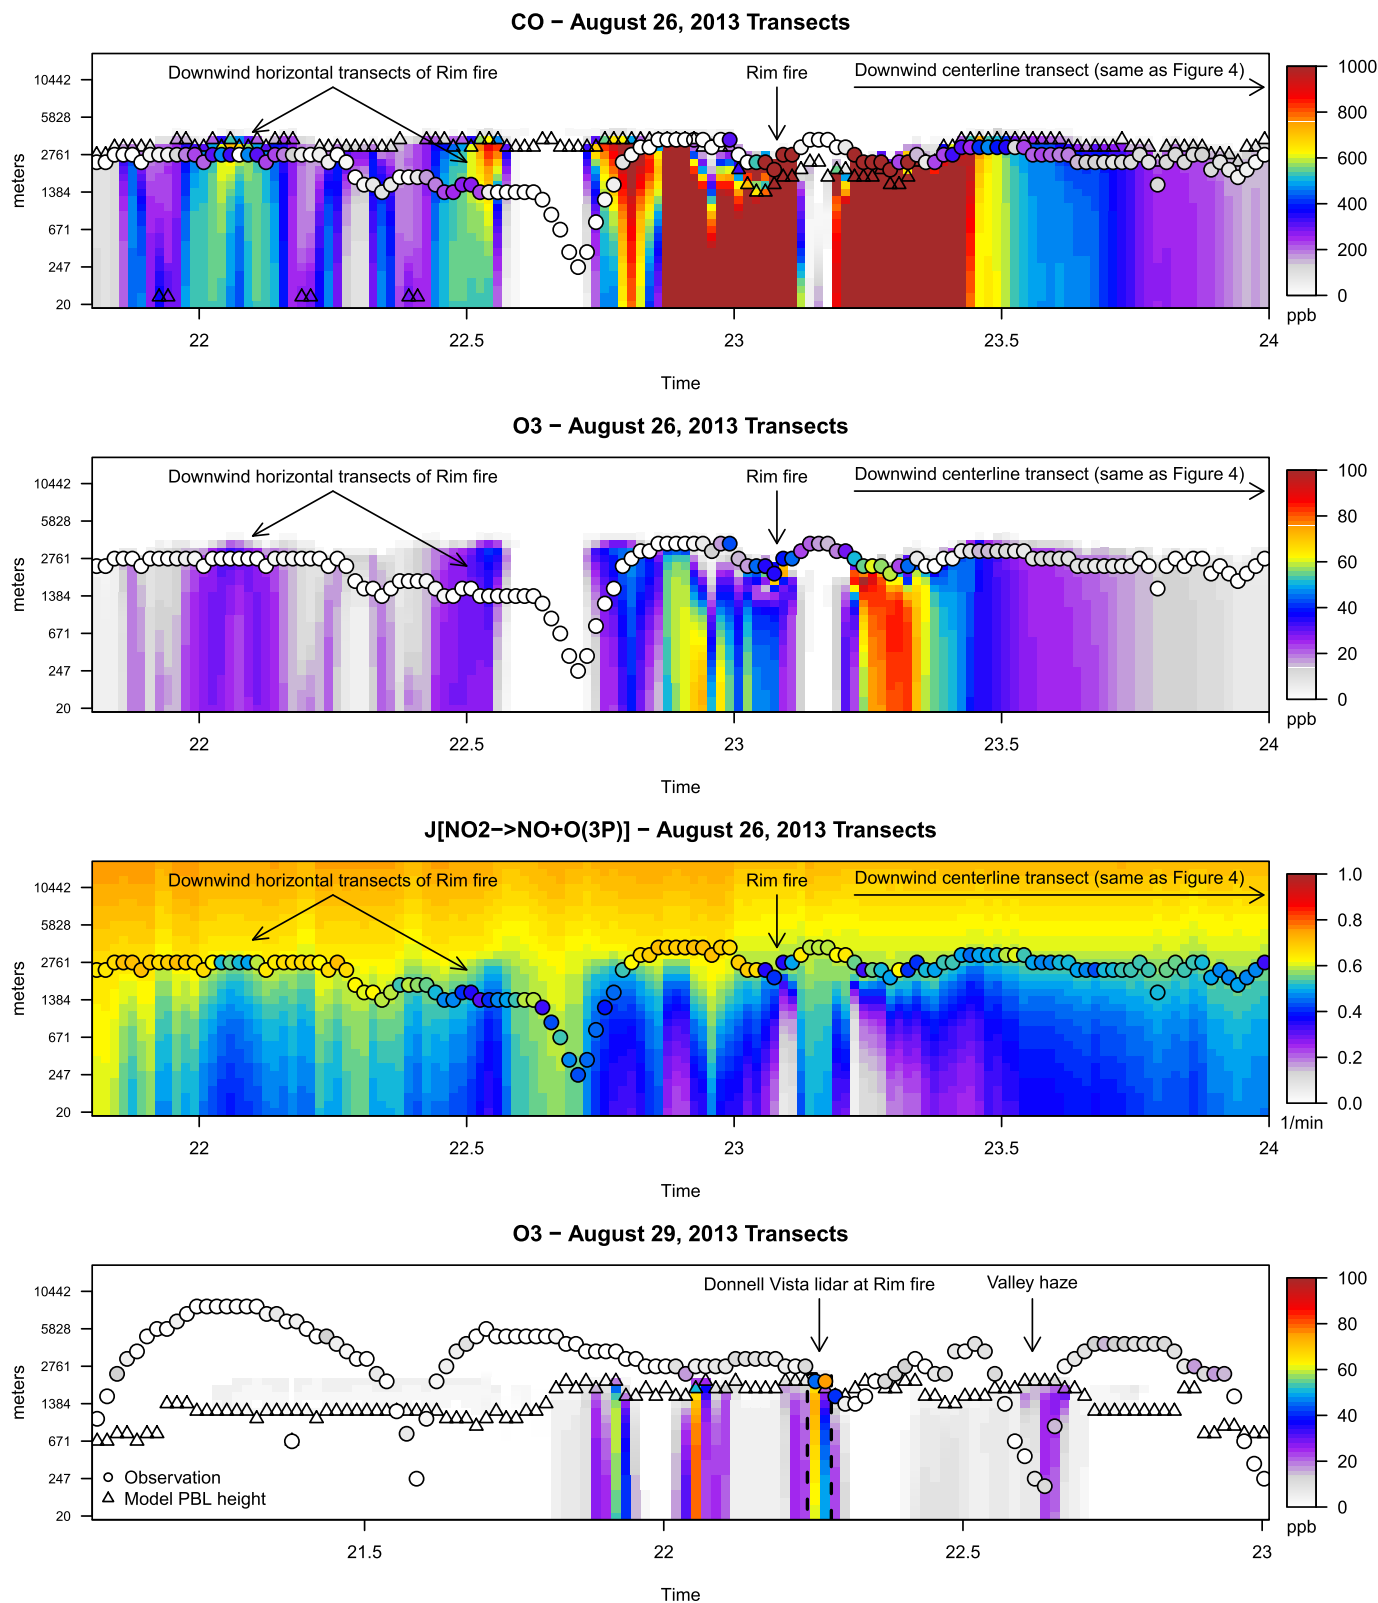 CO − August 26, 2013 Transects
Downwind horizontal transects of Rim fire
Rim fire
Downwind centerline transect (same as Figure 4)
meters
10442
5828
2761
1384
671
247
20
1000
800
600
400
200
0
ppb
22
22.5
23
23.5
24
Time
O3 − August 26, 2013 Transects
Downwind horizontal transects of Rim fire
Rim fire
Downwind centerline transect (same as Figure 4)
meters
10442
5828
2761
1384
671
247
20
100
80
60
40
20
0
ppb
22
22.5
23
23.5
24
Time
J[NO2−>NO+O(3P)] − August 26, 2013 Transects
Downwind horizontal transects of Rim fire
Rim fire
Downwind centerline transect (same as Figure 4)
meters
10442
5828
2761
1384
671
247
20
1.0
0.8
0.6
0.4
0.2
0.0
1/min
22
22.5
23
23.5
24
Time
O3 − August 29, 2013 Transects
Donnell Vista lidar at Rim fire
Valley haze
meters
10442
5828
2761
1384
671
247
20
Observation
Model PBL height
100
80
60
40
20
0
ppb
21.5
22
22.5
23
Time